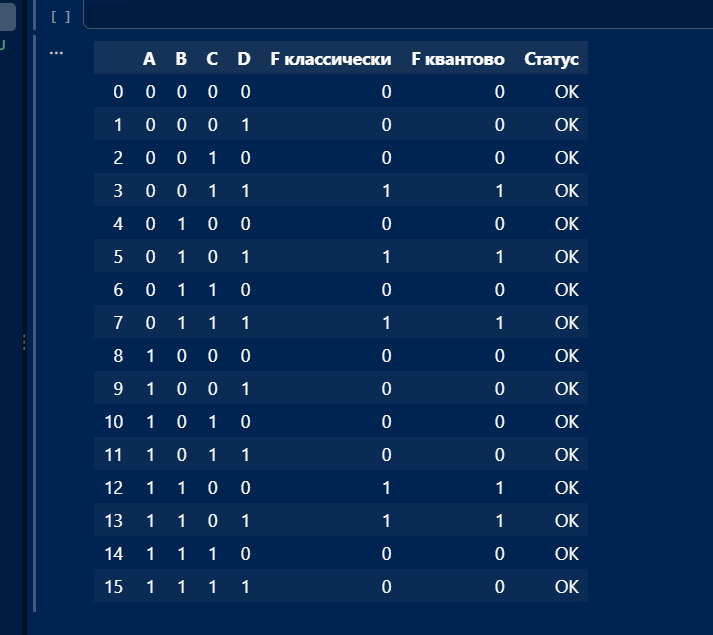 [ ]
...
A B C D F классически F квантово Статус
0 0 0 0 0 0 0 OK
1 0 0 0 1 0 0 OK
2 0 0 1 0 0 0 OK
3 0 0 1 1 1 1 OK
4 0 1 0 0 0 0 OK
5 0 1 0 1 1 1 OK
6 0 1 1 0 0 0 OK
7 0 1 1 1 1 1 OK
8 1 0 0 0 0 0 OK
9 1 0 0 1 0 0 OK
10 1 0 1 0 0 0 OK
11 1 0 1 1 0 0 OK
12 1 1 0 0 1 1 OK
13 1 1 0 1 1 1 OK
14 1 1 1 0 0 0 OK
15 1 1 1 1 0 0 OK